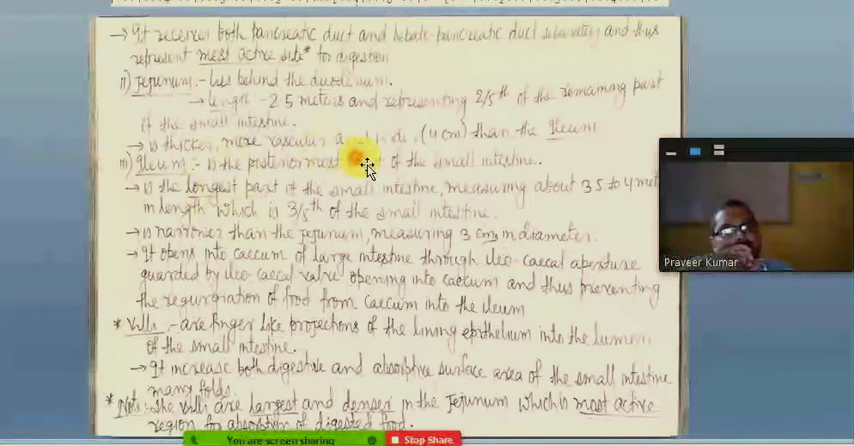 → It receives both pancreatic duct and hebate-pancreatic duct separately and thus
represent most active site* for digestion
ii) Jejunum:- lies behind the duodenum.
→ length - 2.5 meters and representing 2/5th of the remaining part
of the small intestine.
→ is thicker, more vascular (4 cm) than the Ileum
iii) Ileum:- is the posteriormost of the small intestine.
→ is the longest part of the small intestine, measuring about 3.5 to 4 met
in length which is 3/5th of the small intestine.
→ is narrower than the Jejunum, measuring 3 cms in diameter.
→ It opens into caecum of large intestine through ileo-caecal aperture
guarded by ileo-caecal valve opening into caecum and thus preventing
the regurgiation of food from caecum into the ileum
* Villi :- are finger like projections of the lining epithelium into the lumen
of the small intestine.
→ It increase both digestive and absorptive surface area of the small intestine
many folds.
* Note:- The villi are largest and denser in the Jejunum which is most active
region for absorption of digested food.
Praveer Kumar
You are screen sharing
Stop Share